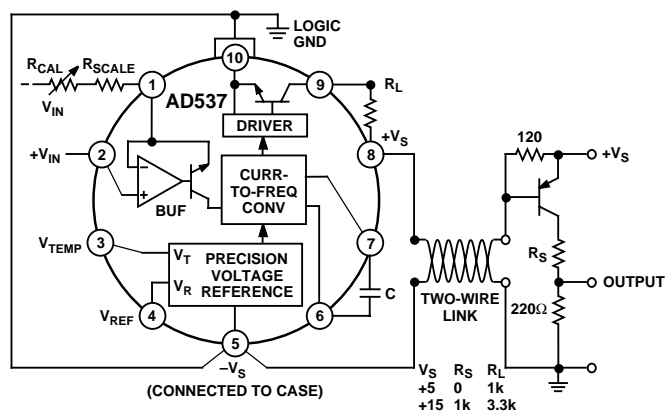 LOGIC
GND
10
R_CAL
R_SCALE
1
AD537
9
R_L
V_IN
DRIVER
+V_S
120
+V_S
+V_IN
2
8
BUF
CURR-
TO-FREQ
CONV
V_TEMP
3
7
R_S
V_T
PRECISION
VOLTAGE
REFERENCE
V_R
C
TWO-WIRE
LINK
OUTPUT
V_REF
4
6
220Ω
5
–V_S
(CONNECTED TO CASE)
V_S R_S R_L
+5 0 1k
+15 1k 3.3k